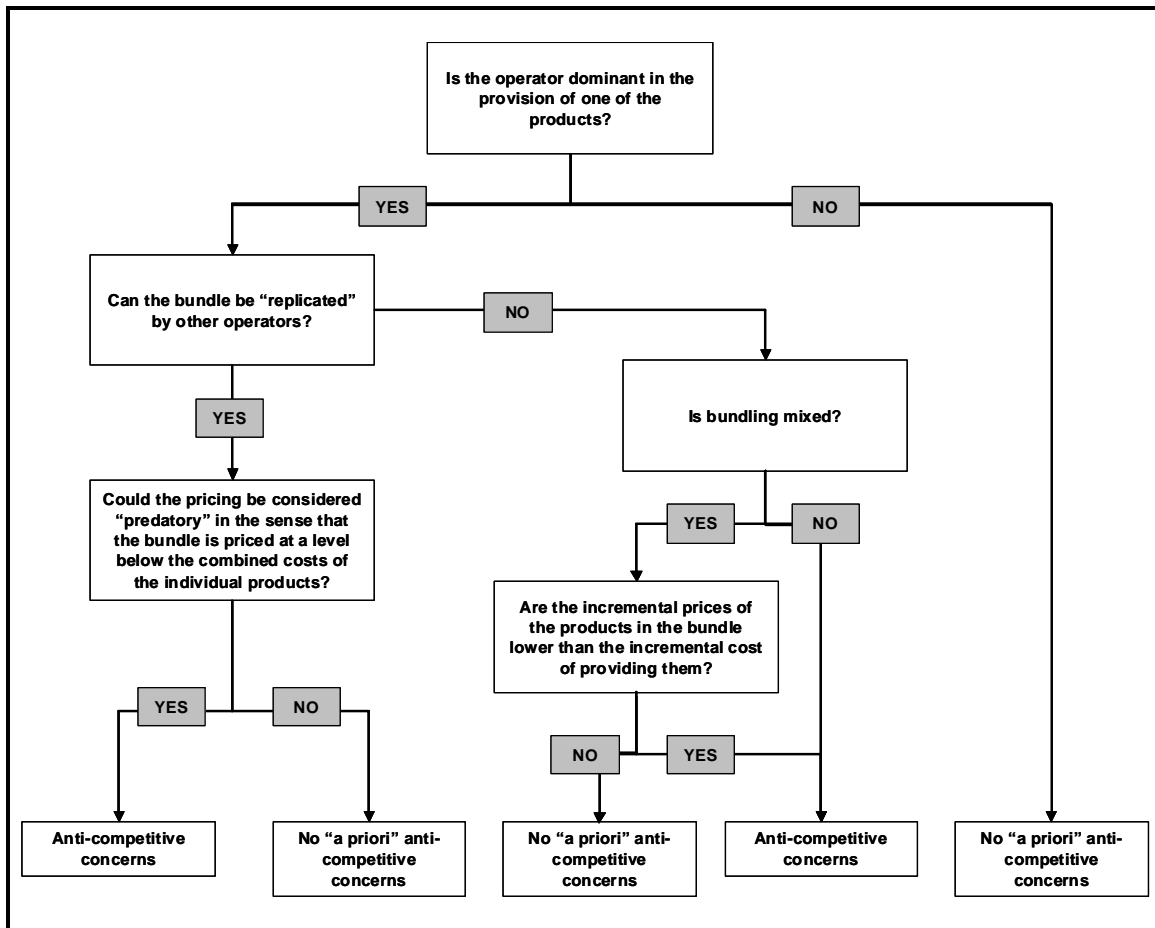 Is the operator dominant in the
provision of one of the
products?
YES
NO
Can the bundle be “replicated”
by other operators?
NO
YES
Is bundling mixed?
Could the pricing be considered
“predatory” in the sense that
the bundle is priced at a level
below the combined costs of
the individual products?
YES
NO
Are the incremental prices of
the products in the bundle
lower than the incremental cost
of providing them?
YES
NO
NO
YES
Anti-competitive
concerns
No “a priori” anti-
competitive
concerns
No “a priori” anti-
competitive
concerns
Anti-competitive
concerns
No “a priori” anti-
competitive
concerns